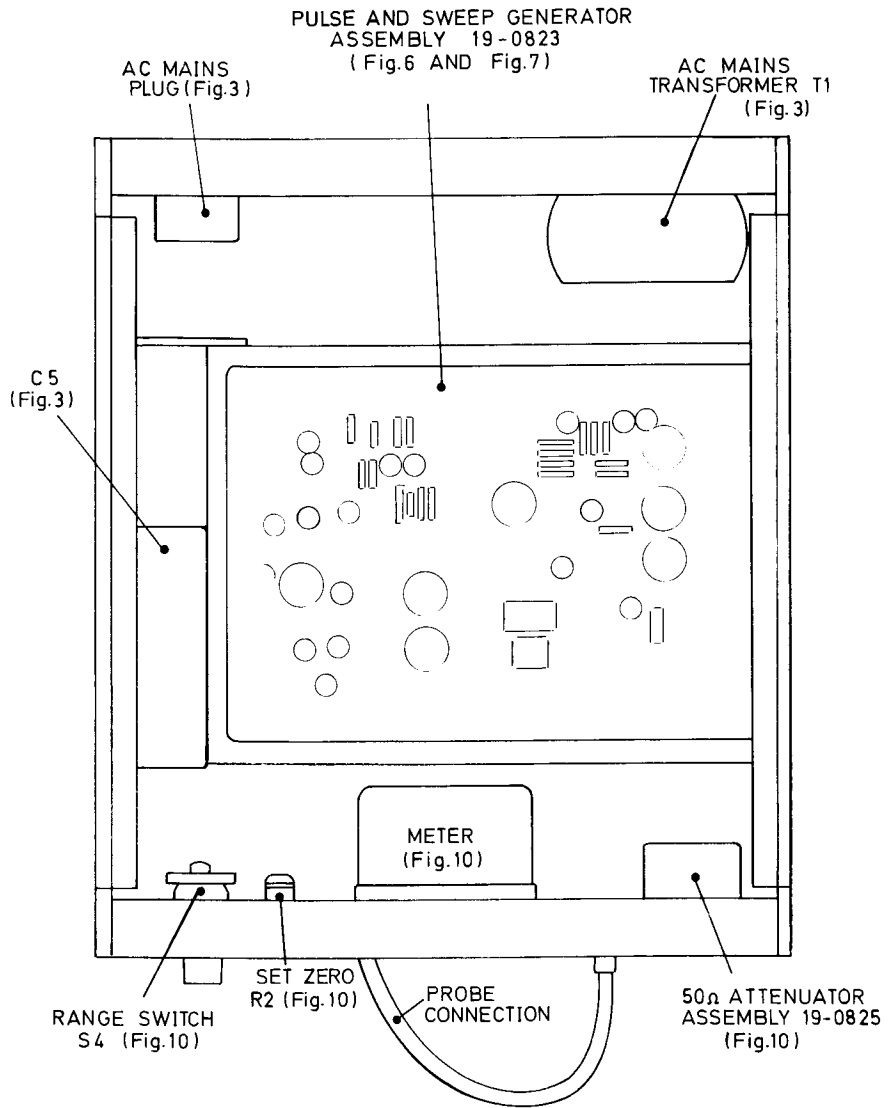 PULSE AND SWEEP GENERATOR
ASSEMBLY 19-0823
(Fig.6 AND Fig.7)
AC MAINS
PLUG (Fig.3)
AC MAINS
TRANSFORMER T1
(Fig.3)
C5
(Fig.3)
METER
(Fig.10)
SET ZERO
R2 (Fig.10)
RANGE SWITCH
S4 (Fig.10)
PROBE
CONNECTION
50Ω ATTENUATOR
ASSEMBLY 19-0825
(Fig.10)